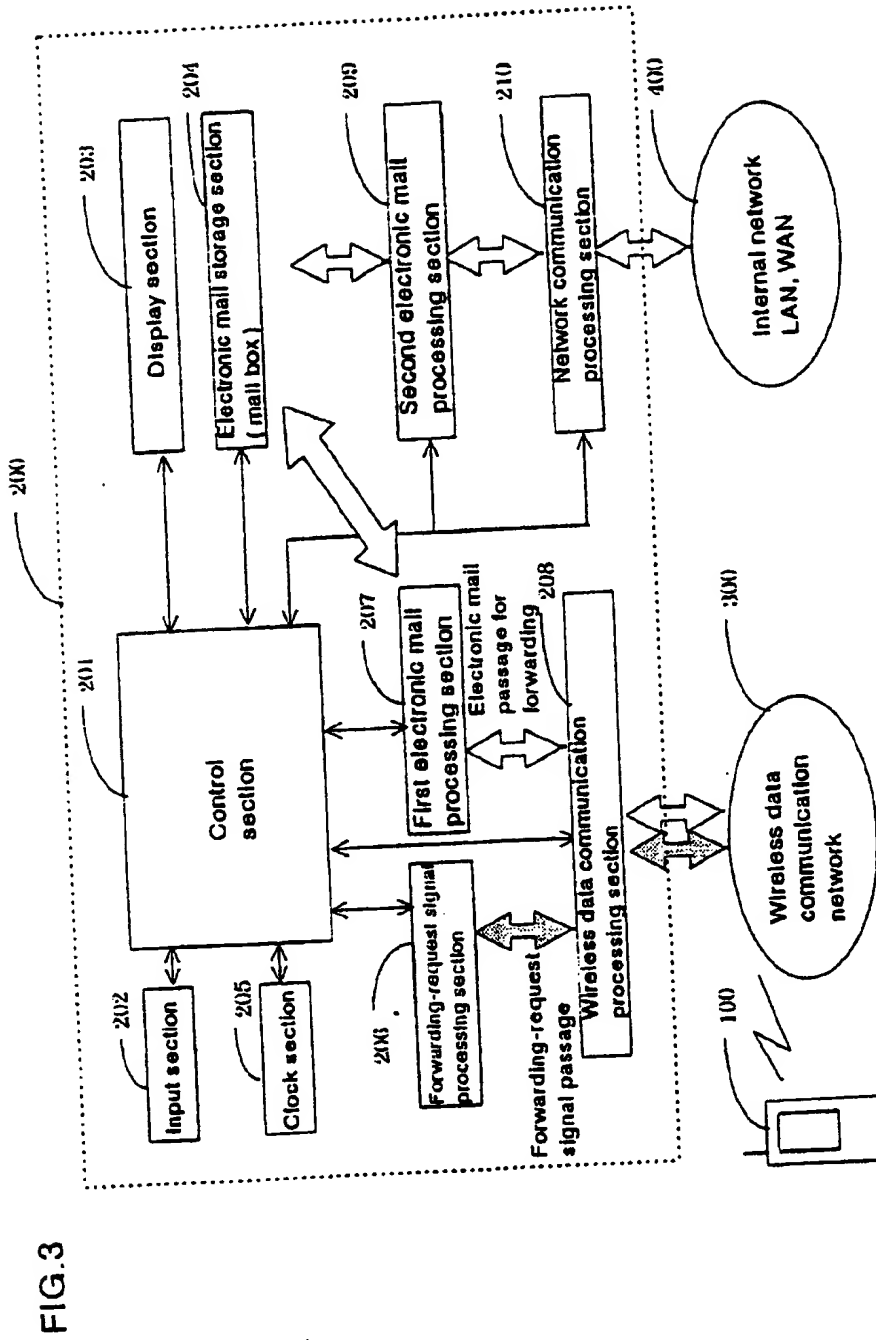 FIG.3
200
201
Control
section
202
Input section
205
Clock section
203
Display section
204
Electronic mail storage section
( mail box )
206
Forwarding-request signal
processing section
207
First electronic mail
processing section
209
Second electronic mail
processing section
Electronic mail
passage for
forwarding
Forwarding-request
signal passage
208
Wireless data communication
processing section
210
Network communication
processing section
100
300
Wireless data
communication
network
400
Internal network
LAN, WAN